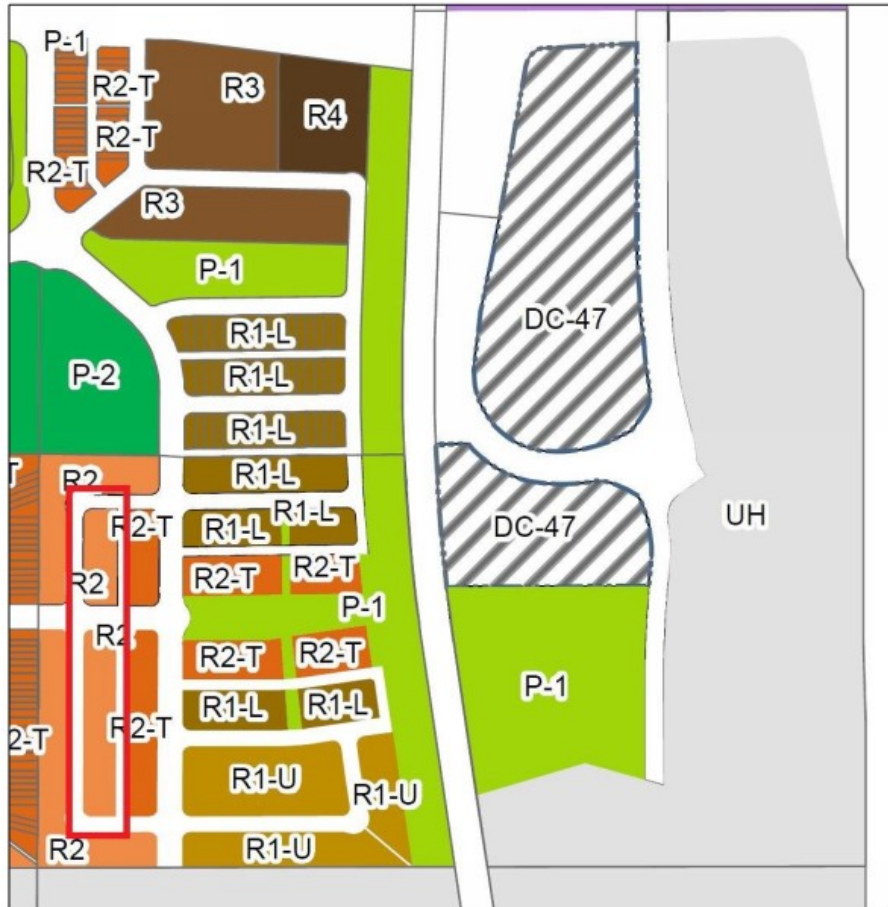 P-1
R2-T
R3
R4
R2-T
R2-T
R3
P-1
R1-L
DC-47
P-2
R1-L
R1-L
R1-L
R2
R1-L
R2-T
R1-L
DC-47
UH
R2
R2-T
R2-T
P-1
R2
R2-T
R2-T
P-1
R1-L
R1-L
R2-T
2-T
R1-U
R1-U
R2
R1-U